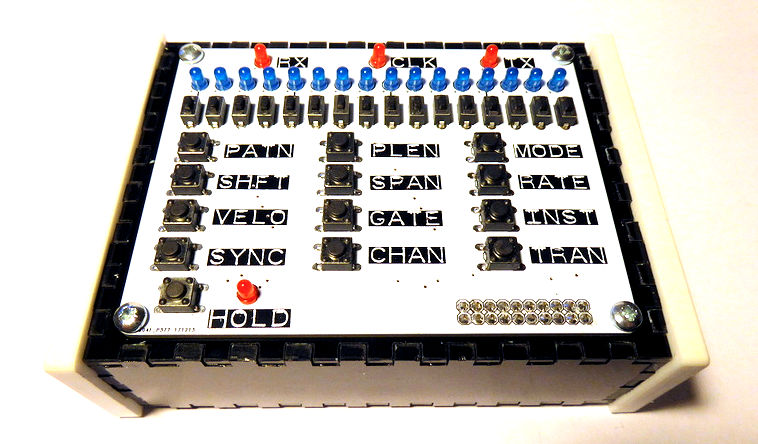 RX CLK TX
PATN PLEN MODE
SHFT SPAN RATE
VELO GATE INST
SYNC CHAN TRAN
HOLD